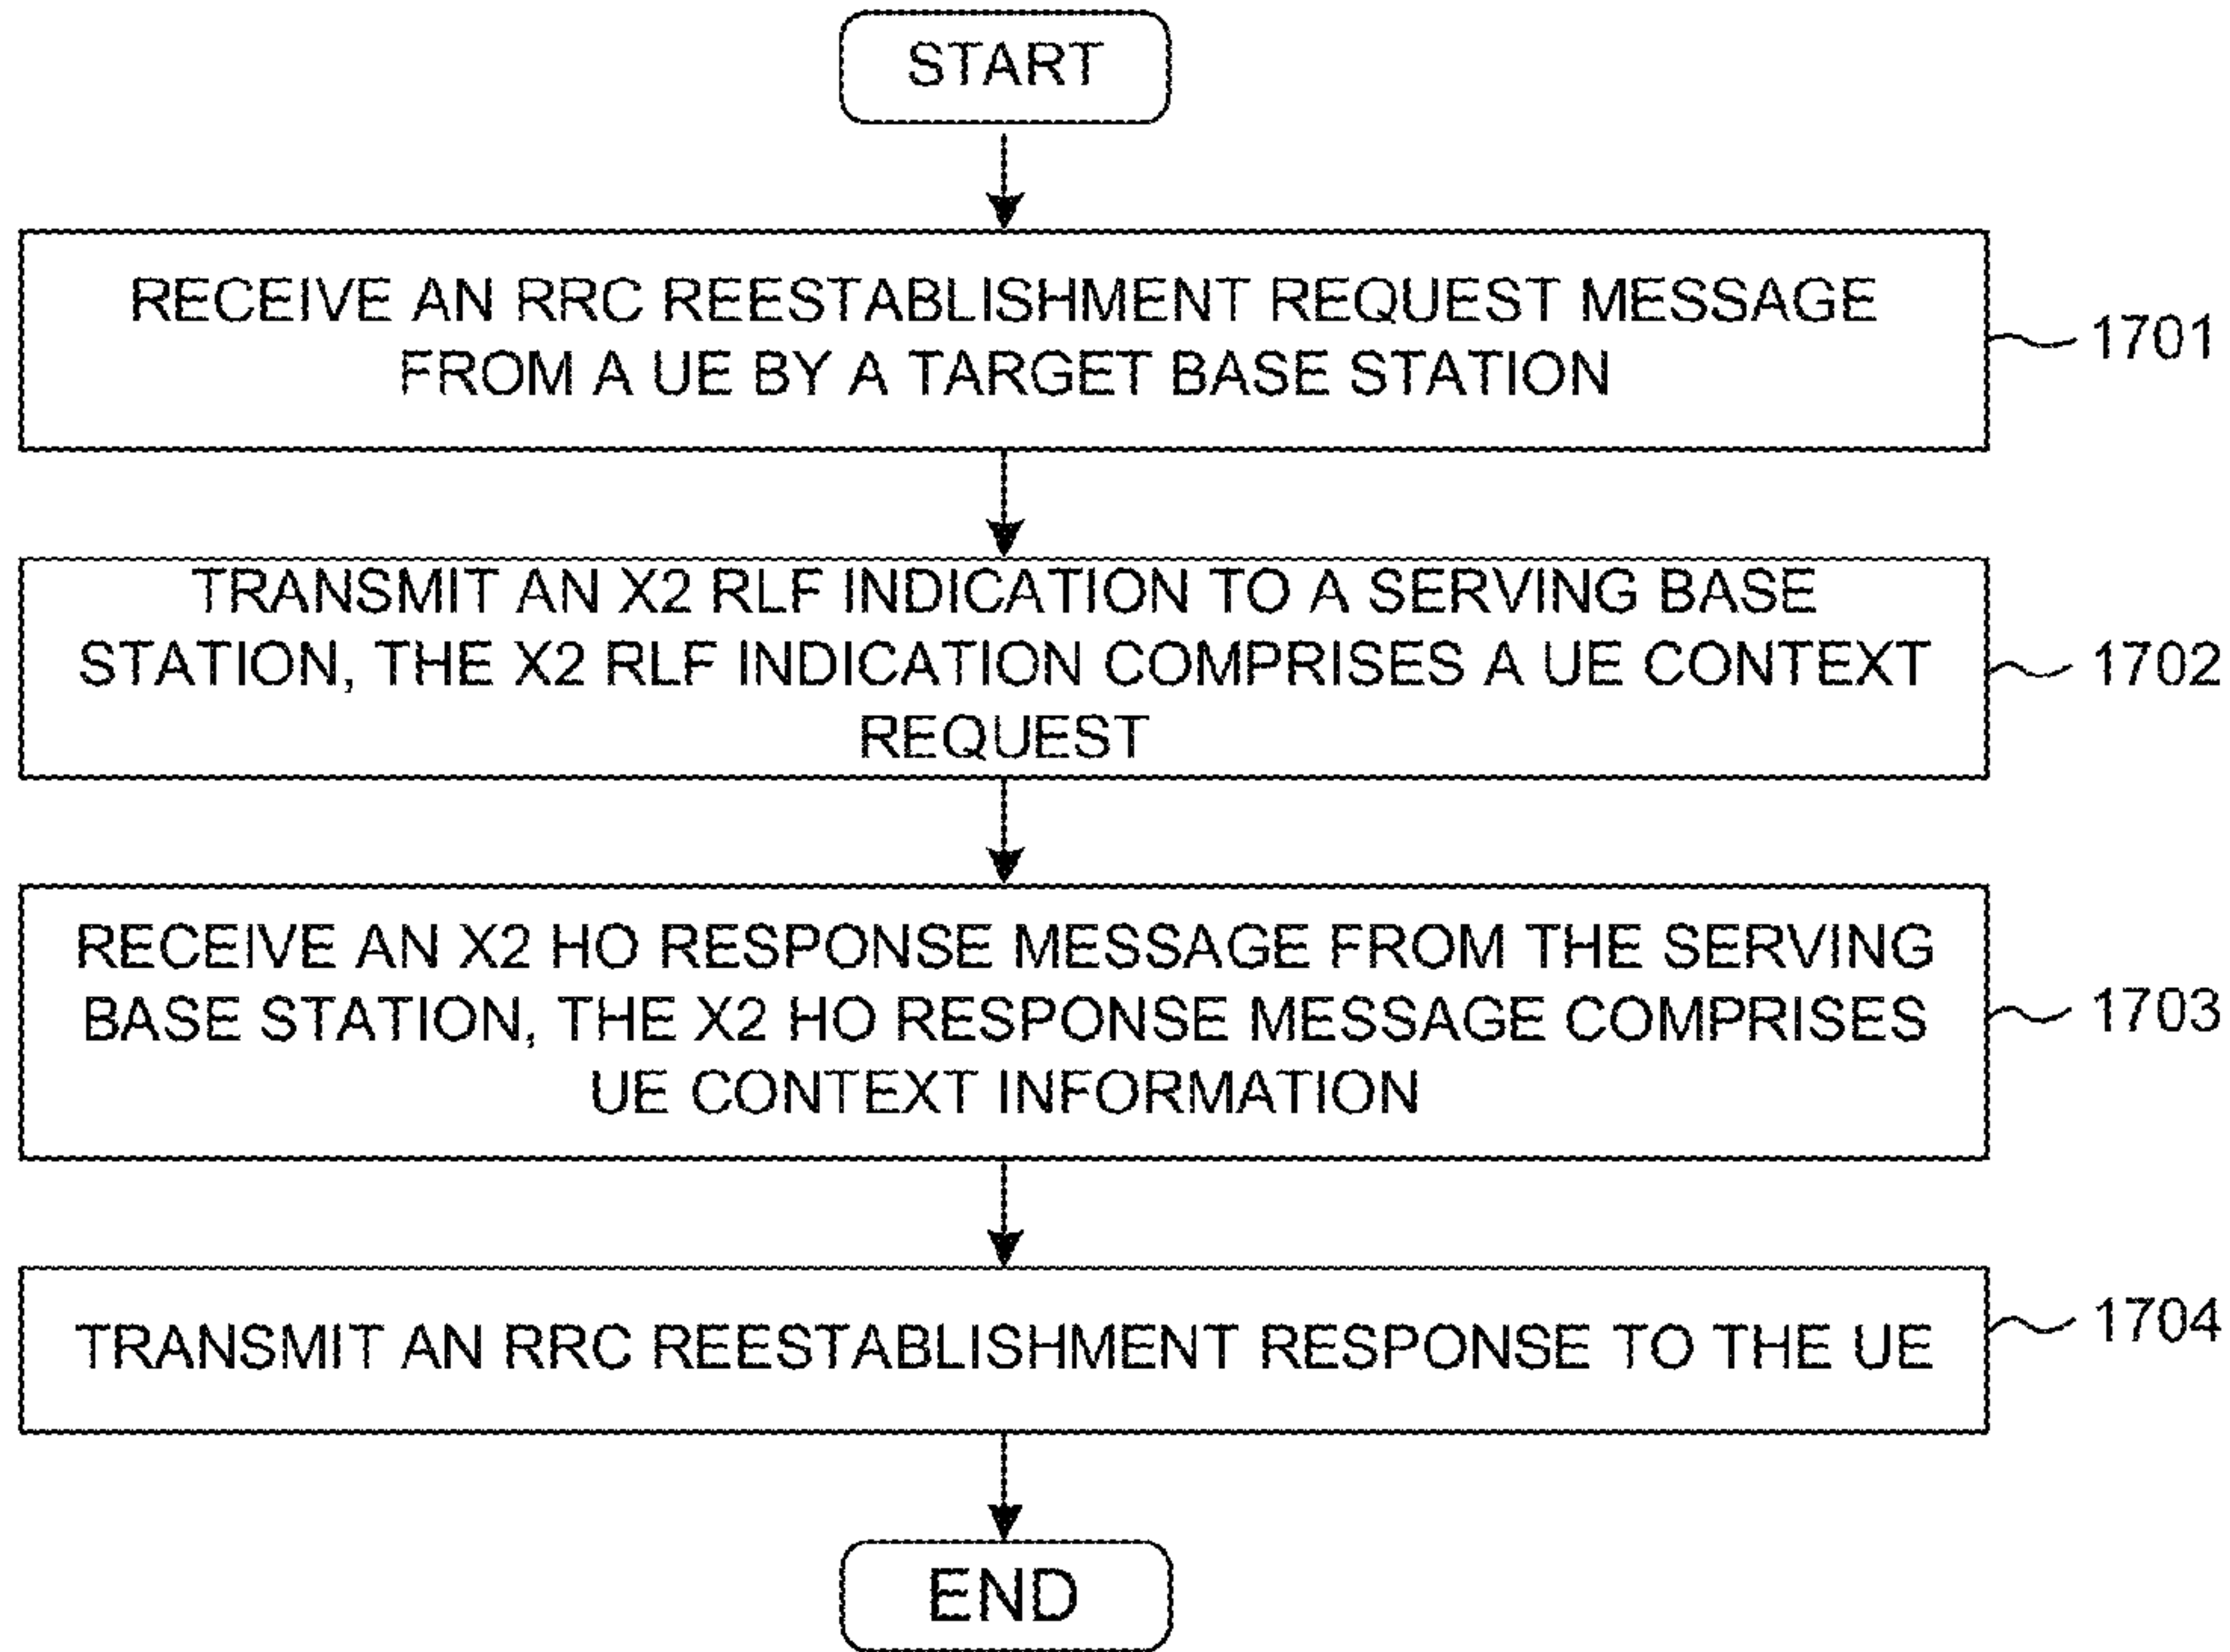 START
RECEIVE AN RRC REESTABLISHMENT REQUEST MESSAGE
FROM A UE BY A TARGET BASE STATION
1701
TRANSMIT AN X2 RLF INDICATION TO A SERVING BASE
STATION, THE X2 RLF INDICATION COMPRISES A UE CONTEXT
REQUEST
1702
RECEIVE AN X2 HO RESPONSE MESSAGE FROM THE SERVING
BASE STATION, THE X2 HO RESPONSE MESSAGE COMPRISES
UE CONTEXT INFORMATION
1703
TRANSMIT AN RRC REESTABLISHMENT RESPONSE TO THE UE
1704
END